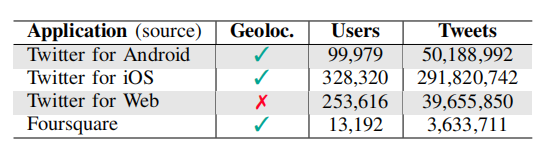 Application (source) Geoloc. Users Tweets
Twitter for Android ✓ 99,979 50,188,992
Twitter for iOS ✓ 328,320 291,820,742
Twitter for Web ✗ 253,616 39,655,850
Foursquare ✓ 13,192 3,633,711